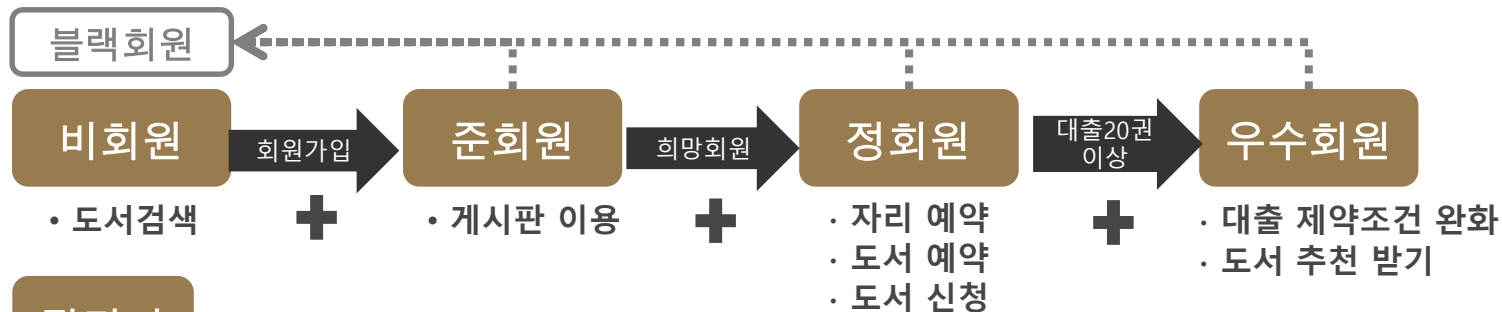 블랙회원
비회원
회원가입
준회원
희망회원
정회원
대출20권
이상
우수회원
• 도서검색
• 게시판 이용
· 자리 예약
· 도서 예약
· 도서 신청
· 대출 제약조건 완화
· 도서 추천 받기